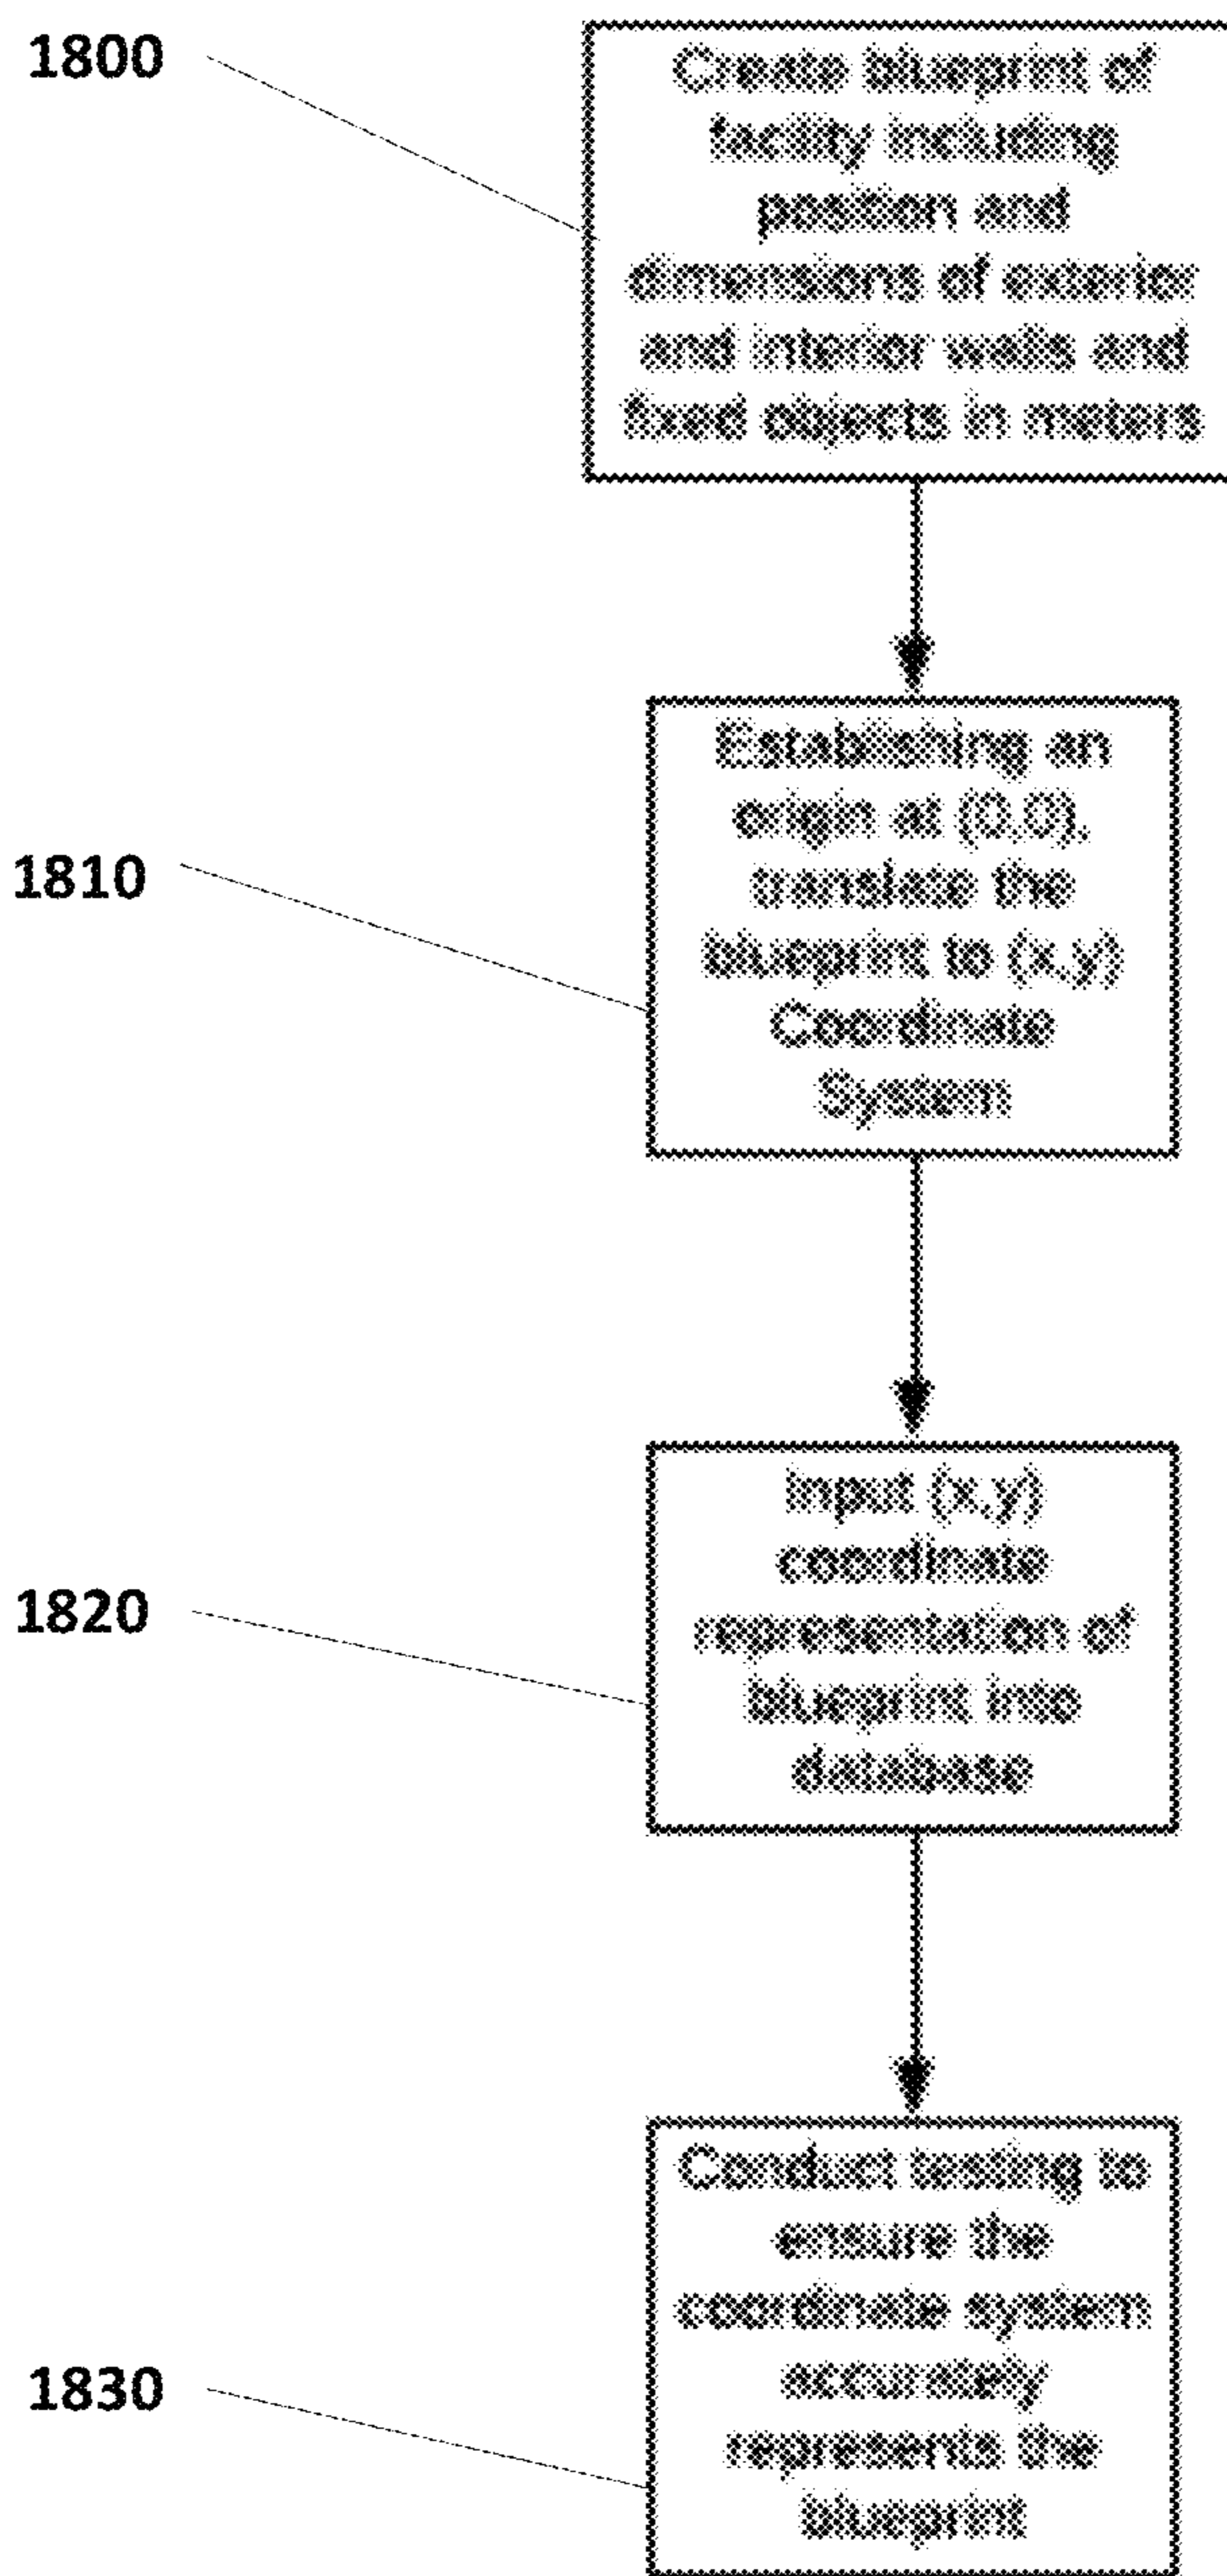 1800
Create blueprint of
facility including
position and
dimensions of exterior
and interior walls and
fixed objects in meters
1810
Establishing an
origin at (0,0),
translate the
blueprint to (x,y)
Coordinate
System
1820
Input (x,y)
coordinate
representation of
blueprint into
database
1830
Conduct testing to
ensure the
coordinate system
accurately
represents the
blueprint